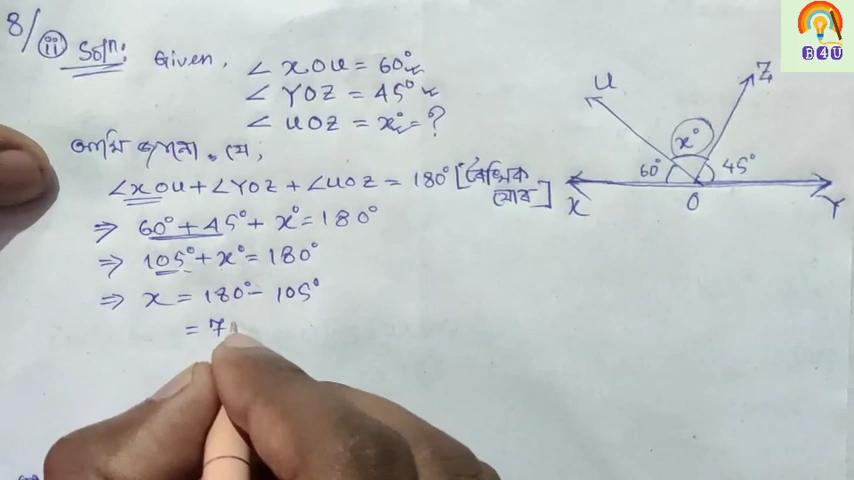 8/ ii Soln: Given, ∠XOU = 60°
∠YOZ = 45°
∠UOZ = x° = ?
আমি জানো যে,
∠XOU + ∠YOZ + ∠UOZ = 180° [ৰৈখিক
যোৰ]
⇒ 60° + 45° + x° = 180°
⇒ 105° + x° = 180°
⇒ x = 180° - 105°
= 7
U
Z
x°
60°
45°
X
O
Y
B4U